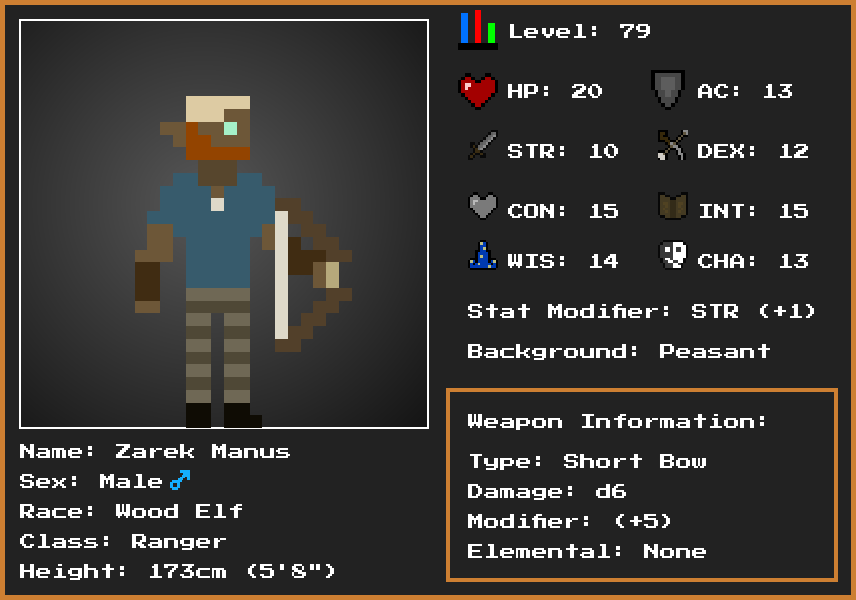 Level: 79
HP: 20 AC: 13
STR: 10 DEX: 12
CON: 15 INT: 15
WIS: 14 CHA: 13
Stat Modifier: STR (+1)
Background: Peasant
Weapon Information:
Type: Short Bow
Damage: d6
Modifier: (+5)
Elemental: None
Name: Zarek Manus
Sex: Male♂
Race: Wood Elf
Class: Ranger
Height: 173cm (5'8")